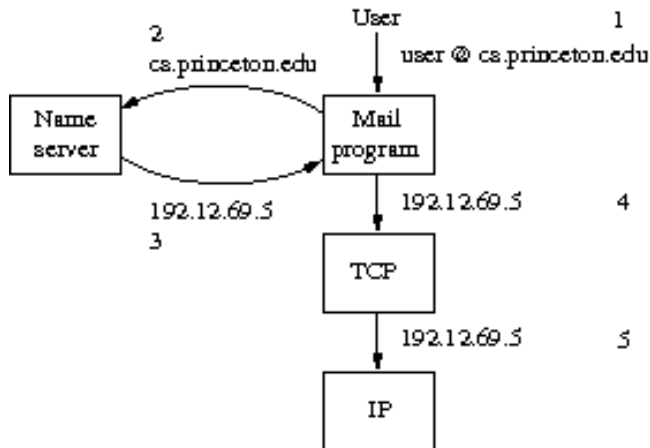 User
1
user @ cs.princeton.edu
2
cs.princeton.edu
Name
server
Mail
program
192.12.69.5
3
192.12.69.5
4
TCP
192.12.69.5
5
IP